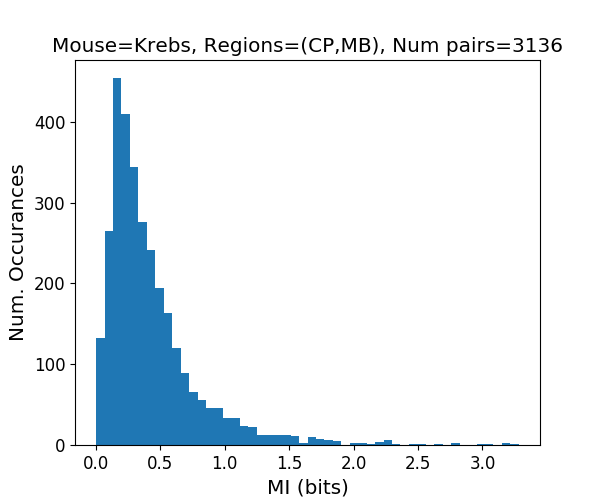 Mouse=Krebs, Regions=(CP,MB), Num pairs=3136
Num. Occurances
400
300
200
100
0
0.0 0.5 1.0 1.5 2.0 2.5 3.0
MI (bits)